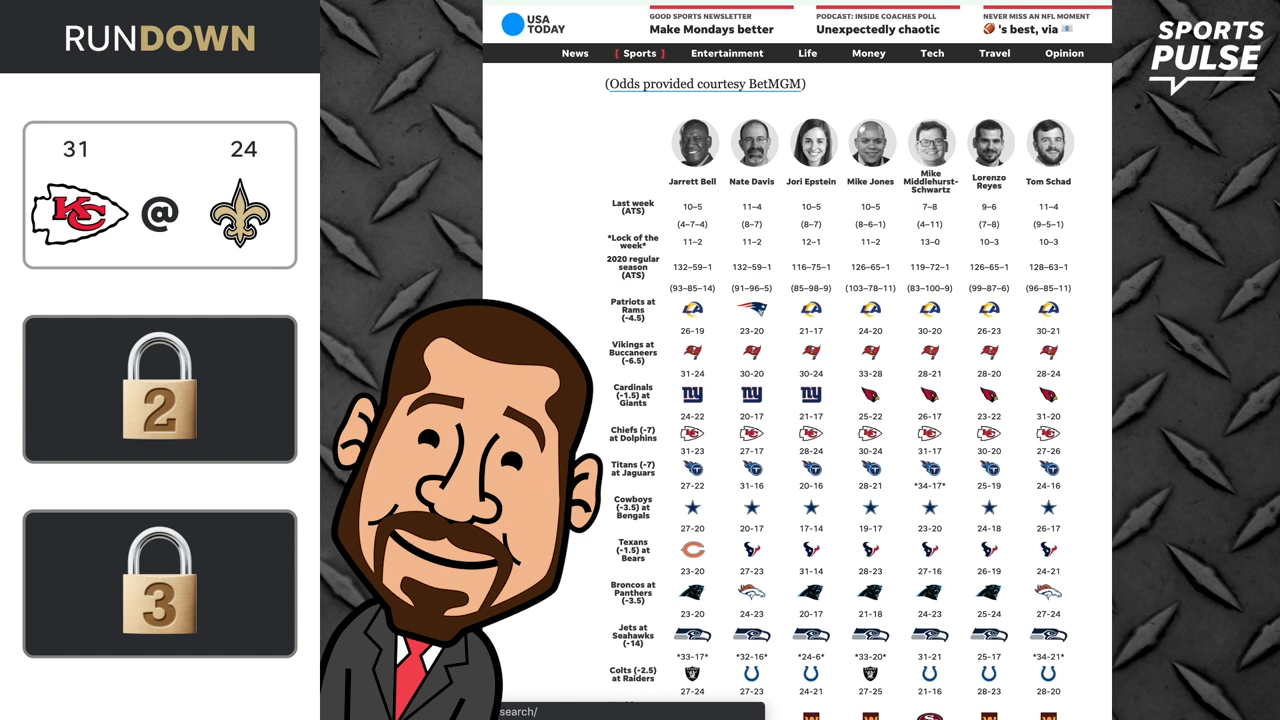 RUNDOWN
31 24
@
2
3
USA
TODAY
GOOD SPORTS NEWSLETTER
Make Mondays better
PODCAST: INSIDE COACHES POLL
Unexpectedly chaotic
NEVER MISS AN NFL MOMENT
🏈 's best, via
SPORTS
PULSE
News [ Sports ] Entertainment Life Money Tech Travel Opinion
(Odds provided courtesy BetMGM)
Jarrett Bell Nate Davis Jori Epstein Mike Jones Mike Middlehurst-Schwartz Lorenzo Reyes Tom Schad
Last week (ATS) 10–5 11–4 10–5 10–5 7–8 9–6 11–4
(4–7–4) (8–7) (8–7) (8–6–1) (4–11) (7–8) (9–5–1)
*Lock of the week* 11–2 11–2 12–1 11–2 13–0 10–3 10–3
2020 regular season (ATS) 132–59–1 132–59–1 116–75–1 126–65–1 119–72–1 126–65–1 128–63–1
(93–85–14) (91–96–5) (85–98–9) (103–78–11) (83–100–9) (99–87–6) (96–85–11)
Patriots at Rams (-4.5)
26-19 23-20 21-17 24-20 30-20 26-23 30-21
Vikings at Buccaneers (-6.5)
31-24 30-20 30-24 33-28 28-21 28-20 28-24
Cardinals (-1.5) at Giants ny ny ny
24-22 20-17 21-17 25-22 26-17 23-22 31-20
Chiefs (-7) at Dolphins
31-23 27-17 28-24 30-24 31-17 30-20 27-26
Titans (-7) at Jaguars
27-22 31-16 20-16 28-21 *34-17* 25-19 24-16
Cowboys (-3.5) at Bengals
27-20 20-17 17-14 19-17 23-20 24-18 26-17
Texans (-1.5) at Bears
23-20 27-23 31-14 28-23 27-16 26-19 24-21
Broncos at Panthers (-3.5)
23-20 24-23 20-17 21-18 24-23 25-24 27-24
Jets at Seahawks (-14)
*33-17* *32-16* *24-6* *33-20* 31-21 25-17 *34-21*
Colts (-2.5) at Raiders
27-24 27-23 24-21 27-25 21-16 28-23 28-20
search/